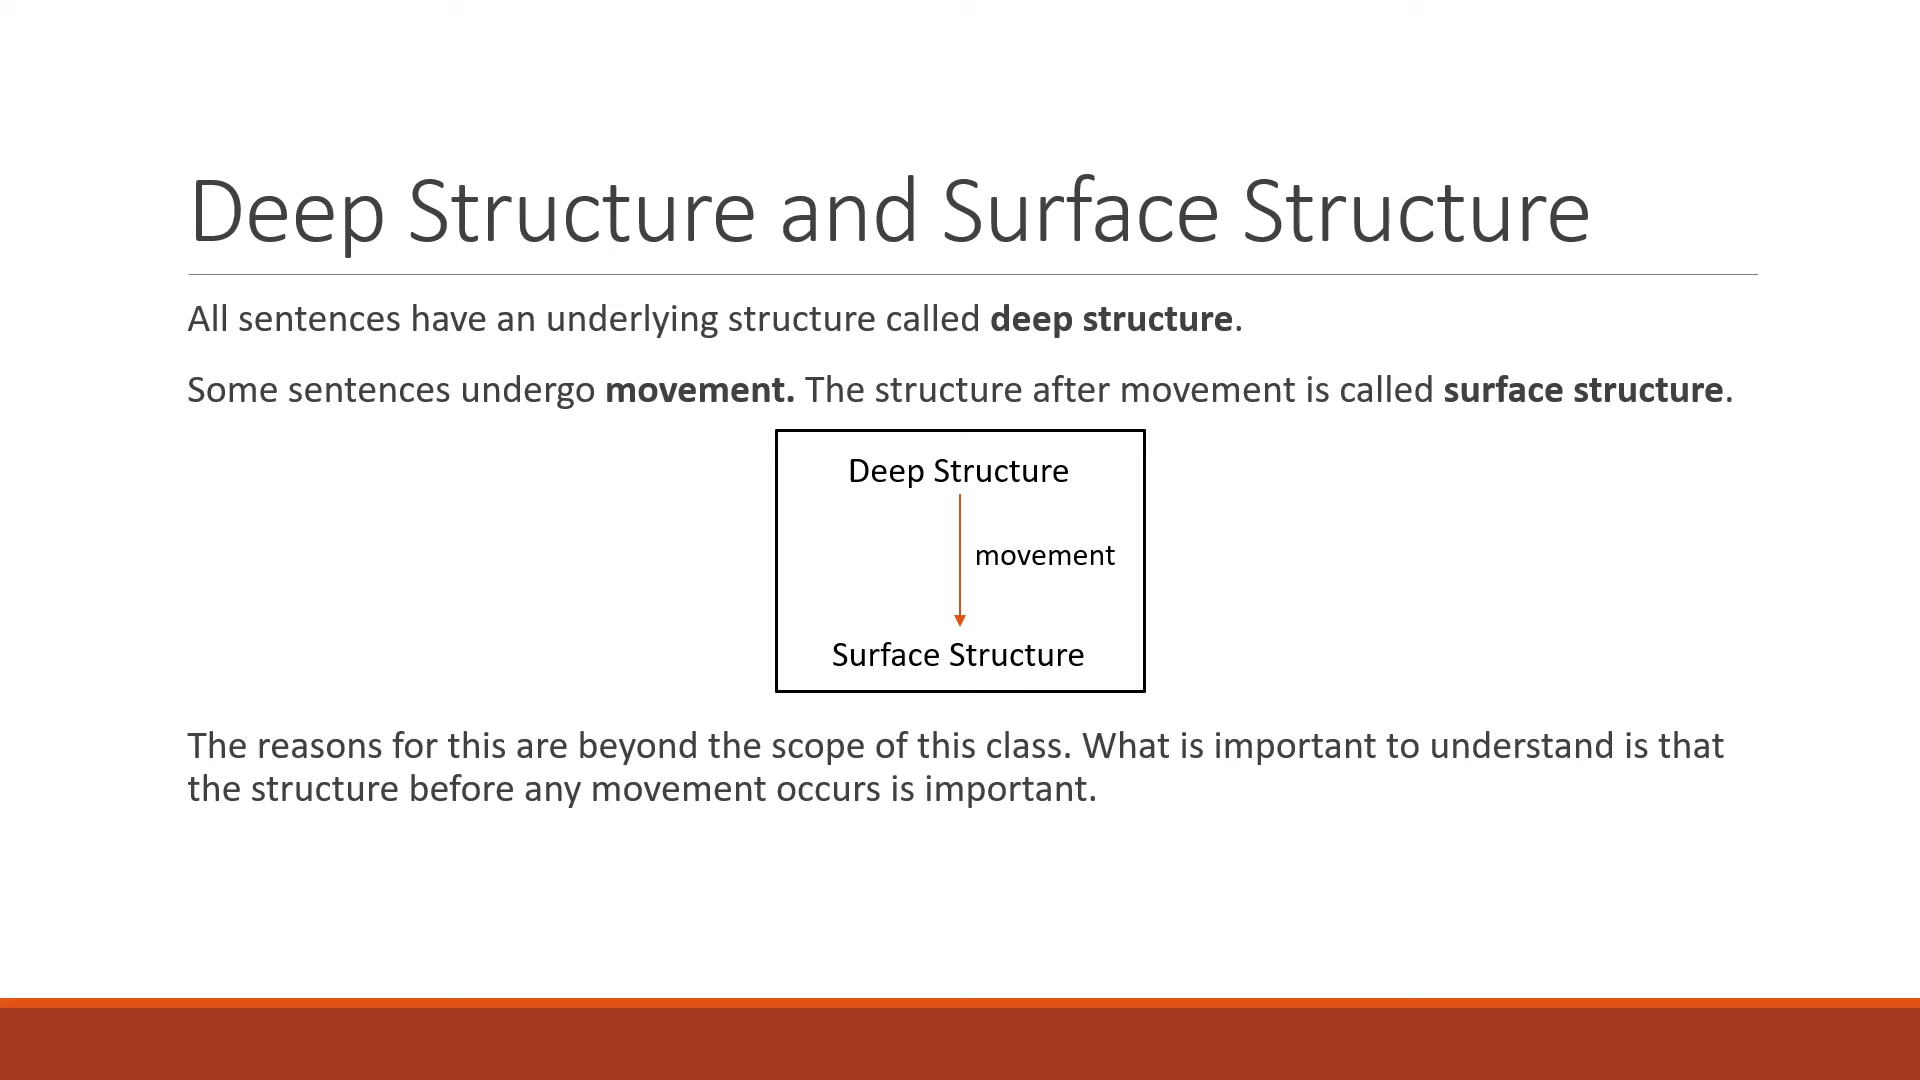 Deep Structure and Surface Structure
All sentences have an underlying structure called deep structure.
Some sentences undergo movement. The structure after movement is called surface structure.
Deep Structure
movement
Surface Structure
The reasons for this are beyond the scope of this class. What is important to understand is that
the structure before any movement occurs is important.